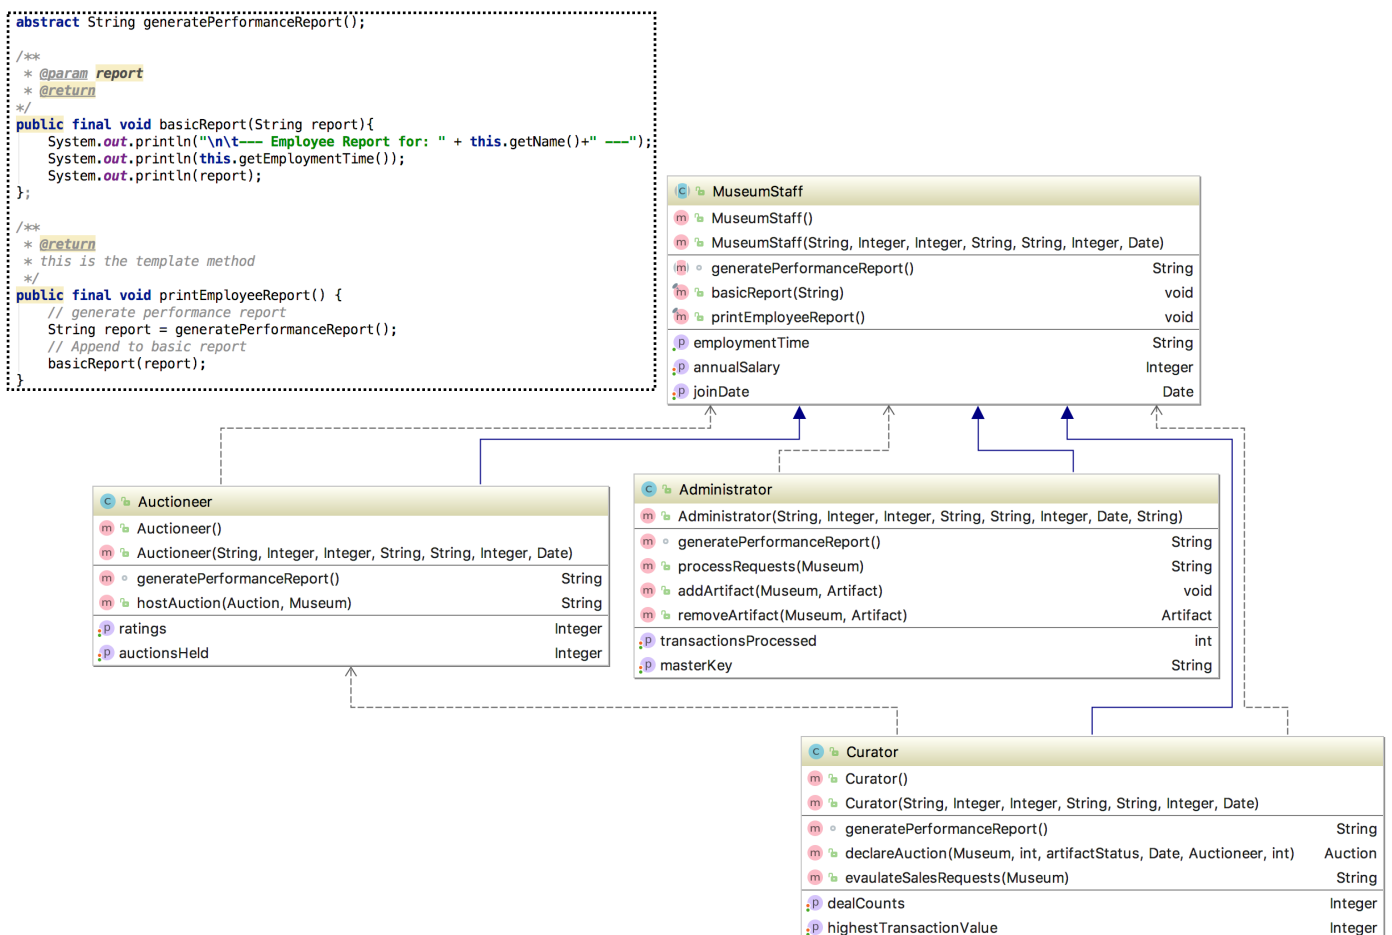 abstract String generatePerformanceReport();
/**
* @param report
* @return
*/
public final void basicReport(String report){
System.out.println("\n\t--- Employee Report for: " + this.getName()+" ---");
System.out.println(this.getEmploymentTime());
System.out.println(report);
};
/**
* @return
* this is the template method
*/
public final void printEmployeeReport() {
// generate performance report
String report = generatePerformanceReport();
// Append to basic report
basicReport(report);
}
C MuseumStaff
m MuseumStaff()
m MuseumStaff(String, Integer, Integer, String, String, Integer, Date)
m generatePerformanceReport() String
m basicReport(String) void
m printEmployeeReport() void
p employmentTime String
p annualSalary Integer
p joinDate Date
C Auctioneer
m Auctioneer()
m Auctioneer(String, Integer, Integer, String, String, Integer, Date)
m generatePerformanceReport() String
m hostAuction(Auction, Museum) String
p ratings Integer
p auctionsHeld Integer
C Administrator
m Administrator(String, Integer, Integer, String, String, Integer, Date, String)
m generatePerformanceReport() String
m processRequests(Museum) String
m addArtifact(Museum, Artifact) void
m removeArtifact(Museum, Artifact) Artifact
p transactionsProcessed int
p masterKey String
C Curator
m Curator()
m Curator(String, Integer, Integer, String, String, Integer, Date)
m generatePerformanceReport() String
m declareAuction(Museum, int, artifactStatus, Date, Auctioneer, int) Auction
m evaulateSalesRequests(Museum) String
p dealCounts Integer
p highestTransactionValue Integer